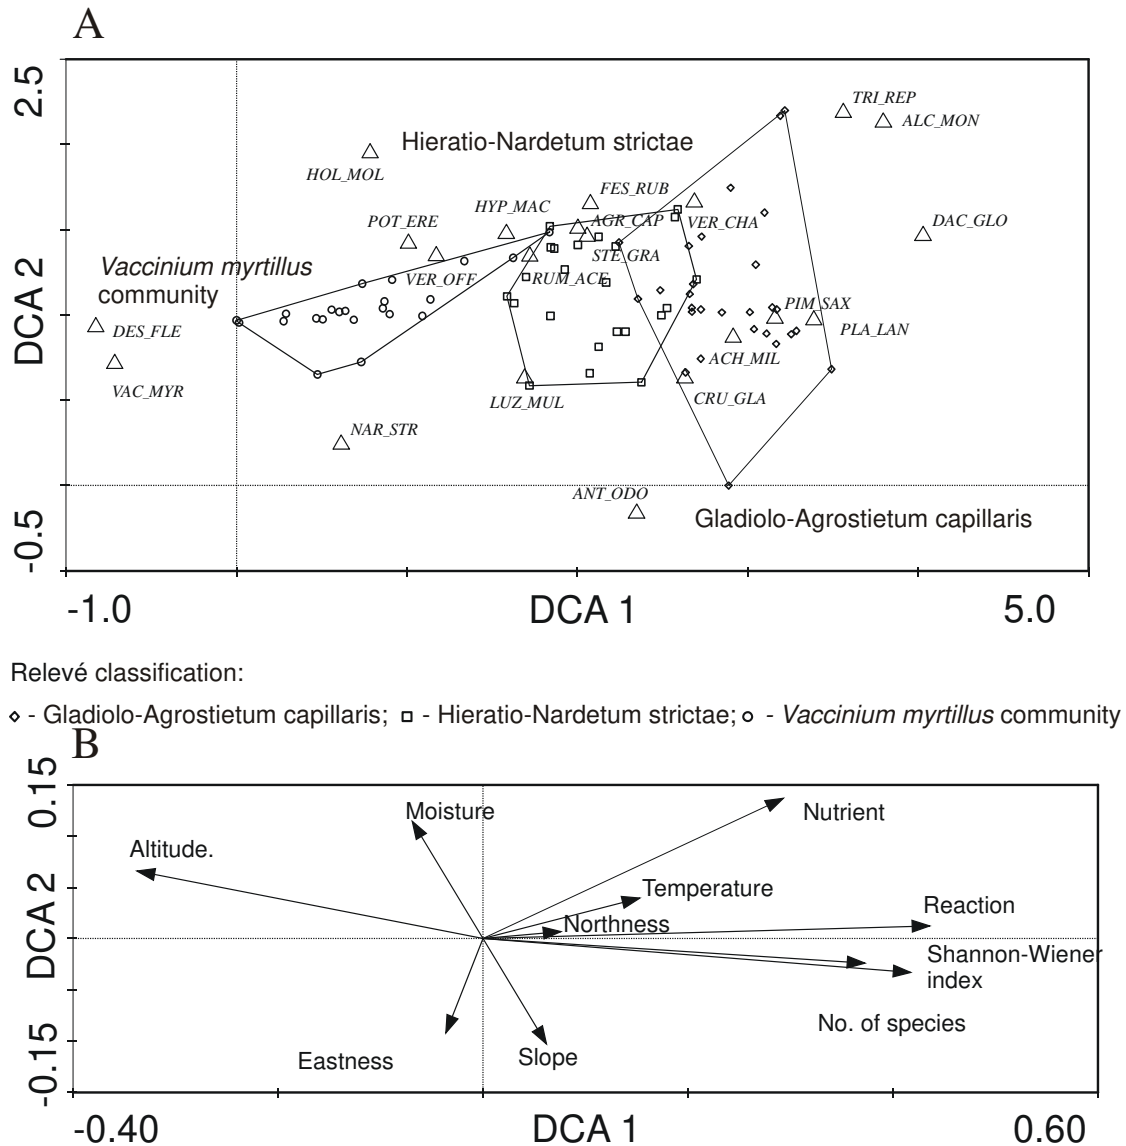 A
2.5
DCA 2
-0.5
TRI_REP
ALC_MON
Hieratio-Nardetum strictae
HOL_MOL
FES_RUB
HYP_MAC
AGR_CAP
VER_CHA
DAC_GLO
POT_ERE
STE_GRA
Vaccinium myrtillus
community
VER_OFF
RUM_ACE
PIM_SAX
DES_FLE
PLA_LAN
ACH_MIL
VAC_MYR
LUZ_MUL
CRU_GLA
NAR_STR
ANT_ODO
Gladiolo-Agrostietum capillaris
-1.0
DCA 1
5.0
Relevé classification:
- Gladiolo-Agrostietum capillaris; - Hieratio-Nardetum strictae; - Vaccinium myrtillus community
B
0.15
DCA 2
-0.15
Moisture
Nutrient
Altitude.
Temperature
Reaction
Northness
Shannon-Wiener
index
No. of species
Eastness
Slope
-0.40
DCA 1
0.60